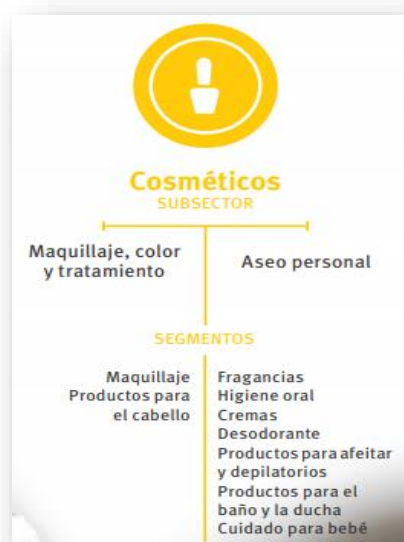 Cosméticos
SUBSECTOR
Maquillaje, color
y tratamiento
Aseo personal
SEGMENTOS
Maquillaje
Productos para
el cabello
Fragancias
Higiene oral
Cremas
Desodorante
Productos para afeitar
y depilatorios
Productos para el
baño y la ducha
Cuidado para bebé